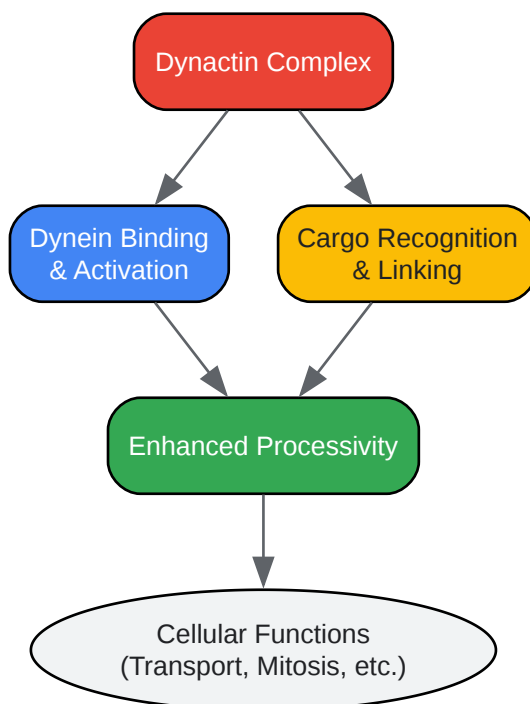 Dynactin Complex
Dynein Binding
& Activation
Cargo Recognition
& Linking
Enhanced Processivity
Cellular Functions
(Transport, Mitosis, etc.)